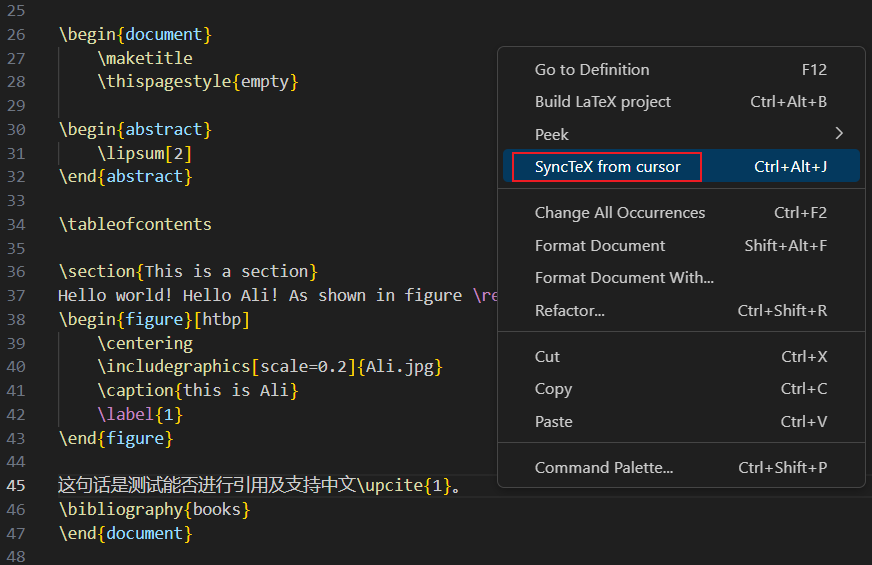 25
26 \begin{document}
27 \maketitle
28 \thispagestyle{empty}
29
30 \begin{abstract}
31 \lipsum[2]
32 \end{abstract}
33
34 \tableofcontents
35
36 \section{This is a section}
37 Hello world! Hello Ali! As shown in figure \re
38 \begin{figure}[htbp]
39 \centering
40 \includegraphics[scale=0.2]{Ali.jpg}
41 \caption{this is Ali}
42 \label{1}
43 \end{figure}
44
45 这句话是测试能否进行引用及支持中文\upcite{1}。
46 \bibliography{books}
47 \end{document}
48
Go to Definition F12
Build LaTeX project Ctrl+Alt+B
Peek
SyncTeX from cursor Ctrl+Alt+J
Change All Occurrences Ctrl+F2
Format Document Shift+Alt+F
Format Document With...
Refactor... Ctrl+Shift+R
Cut Ctrl+X
Copy Ctrl+C
Paste Ctrl+V
Command Palette... Ctrl+Shift+P